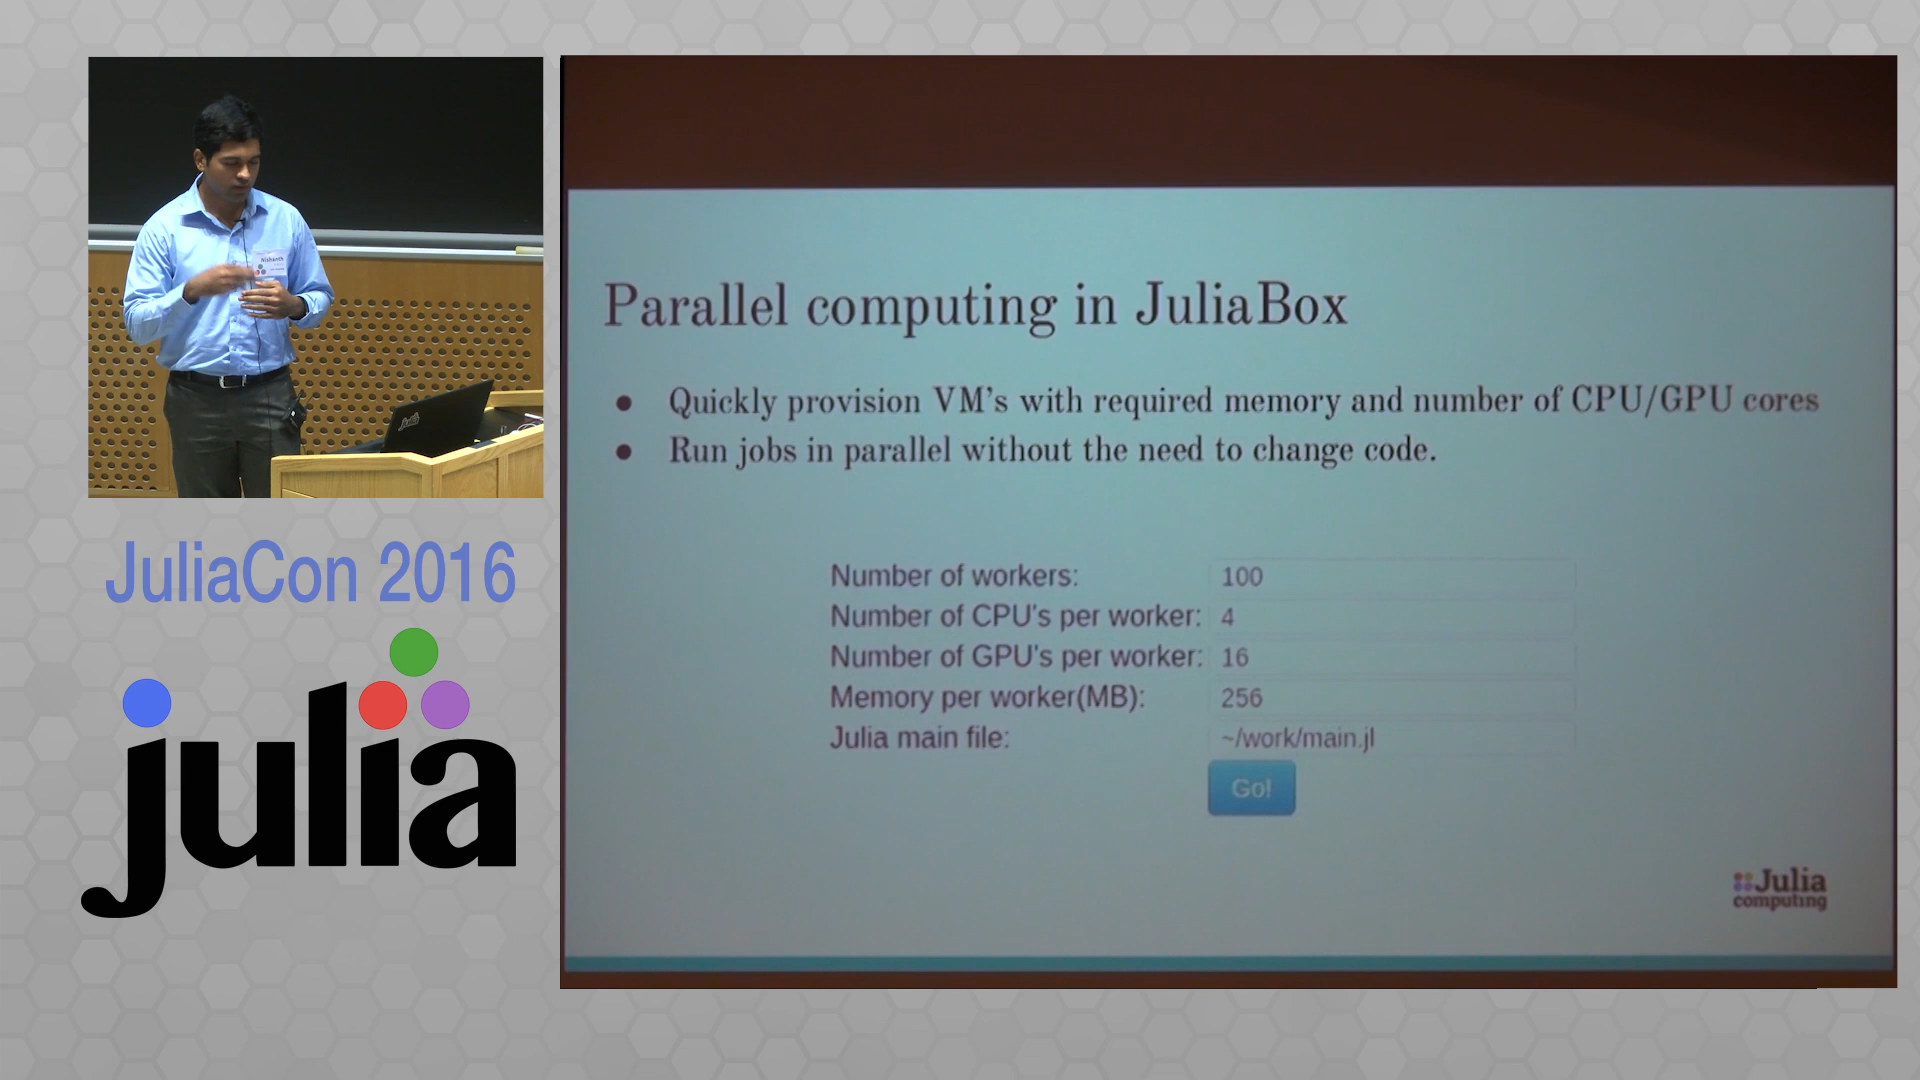 Nishanth
JuliaCon 2016
julia
Parallel computing in JuliaBox
● Quickly provision VM's with required memory and number of CPU/GPU cores
● Run jobs in parallel without the need to change code.
Number of workers: 100
Number of CPU's per worker: 4
Number of GPU's per worker: 16
Memory per worker(MB): 256
Julia main file: ~/work/main.jl
Go!
Julia
computing